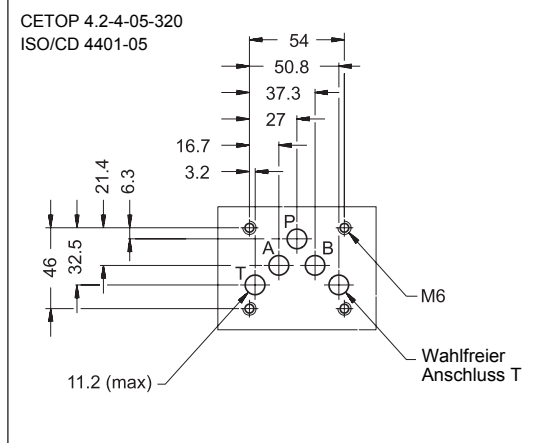 CETOP 4.2-4-05-320
ISO/CD 4401-05
54
50.8
37.3
27
16.7
3.2
21.4
6.3
46
32.5
P
A
B
T
M6
11.2 (max)
Wahlfreier
Anschluss T